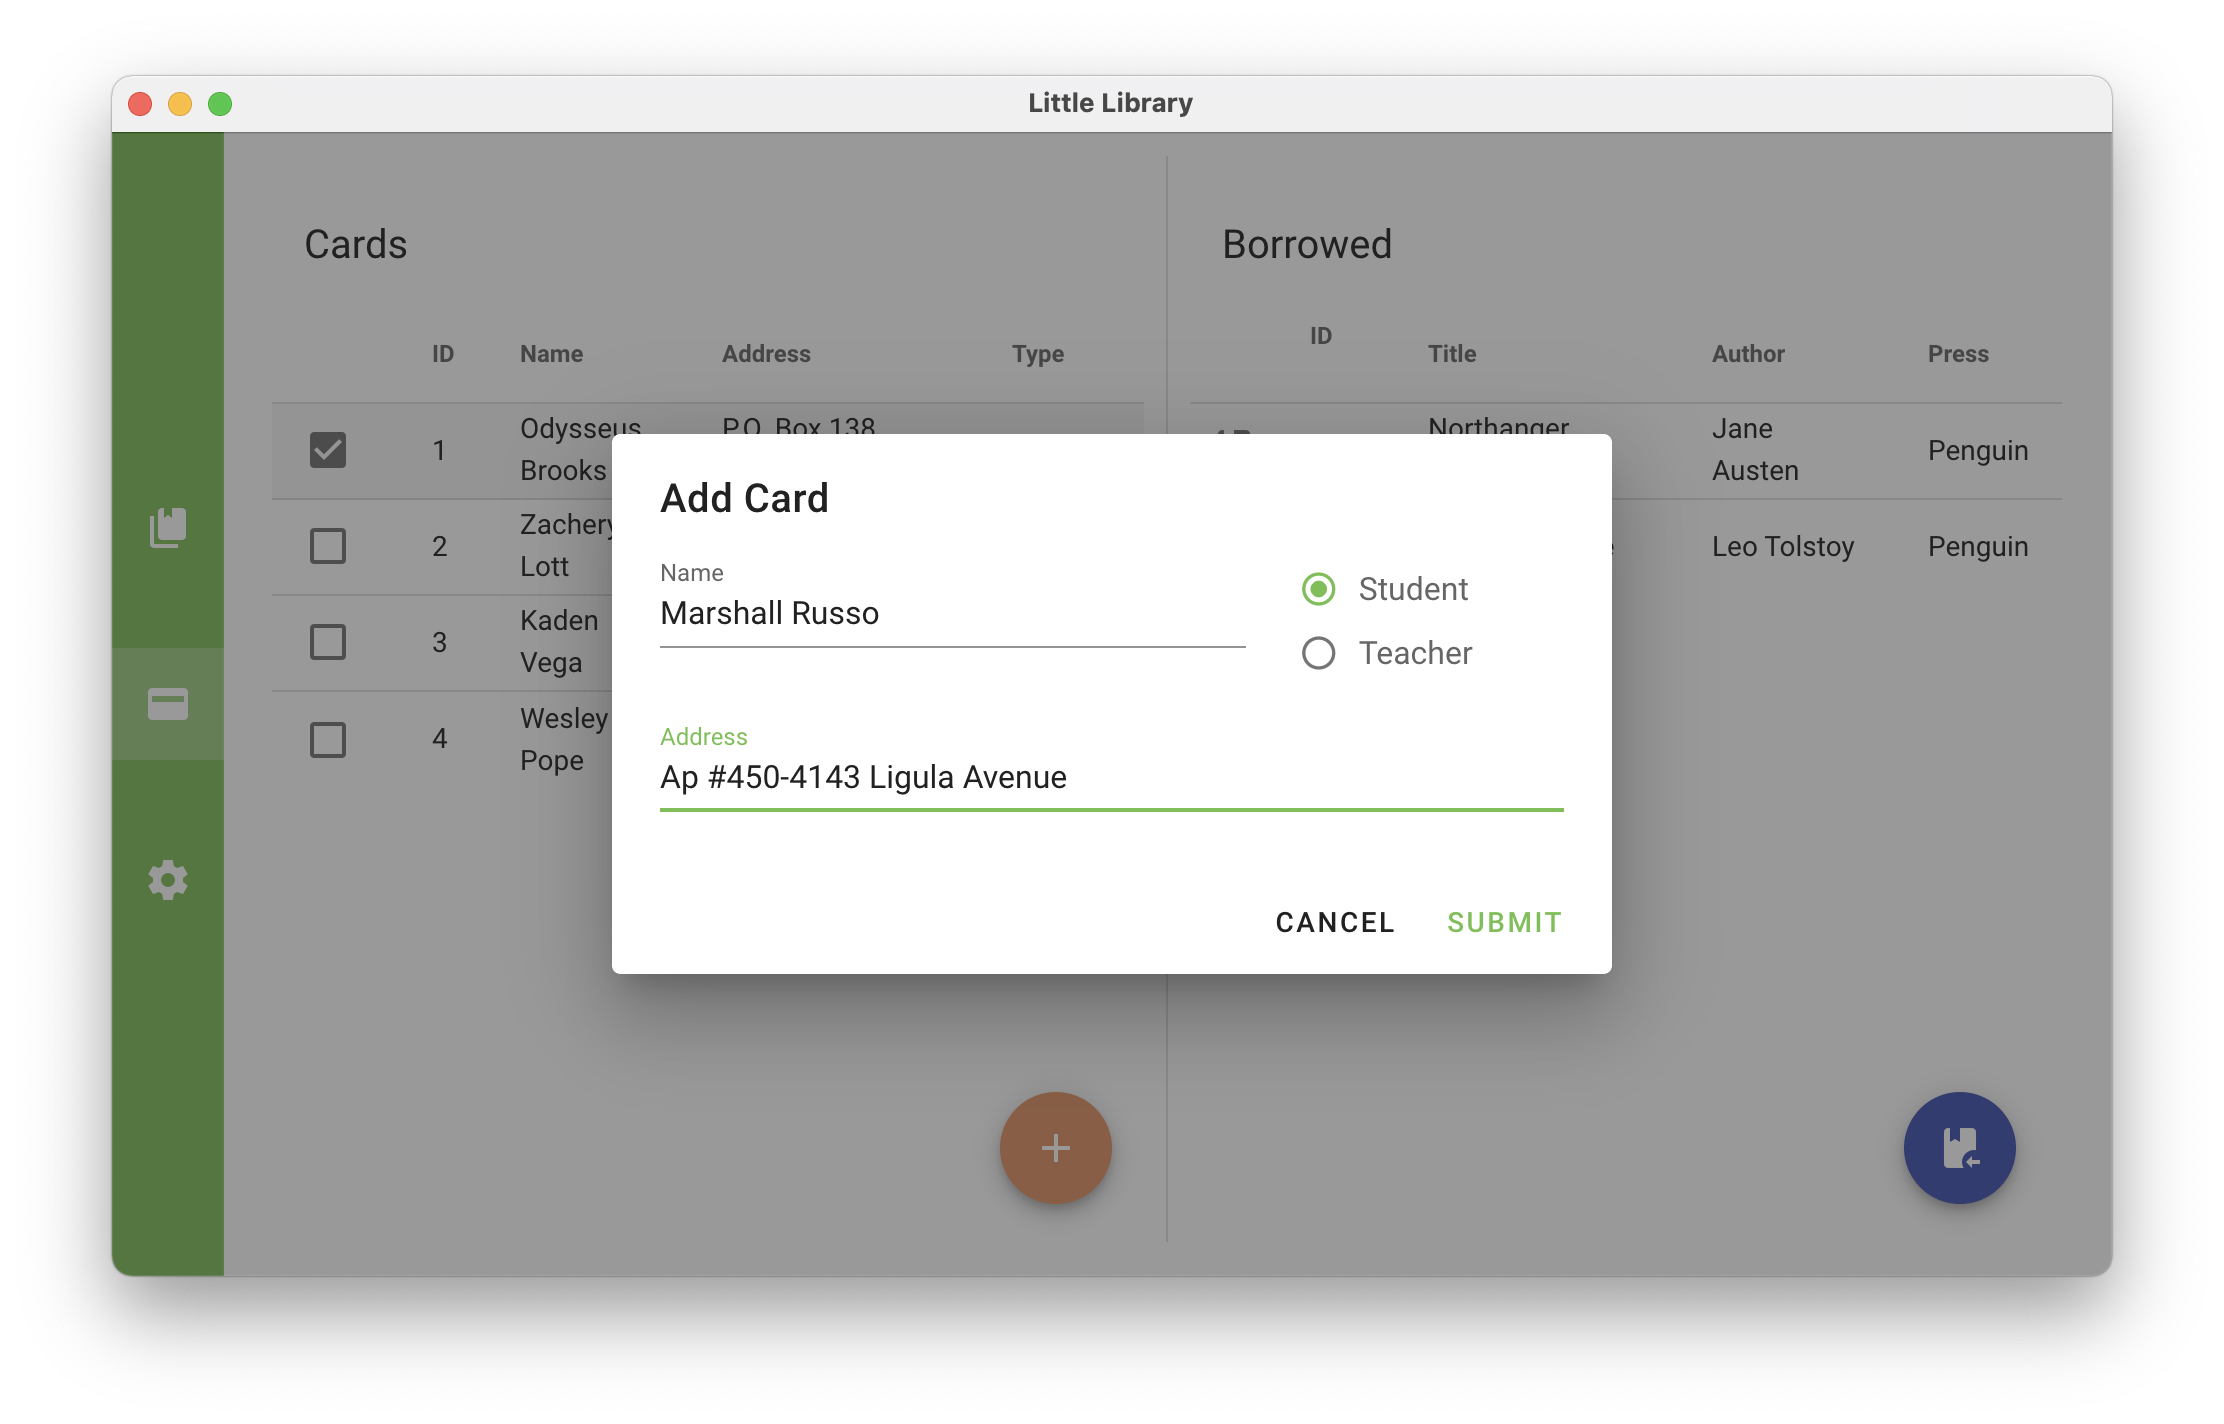 Little Library
Cards
Borrowed
ID Name Address Type
ID Title Author Press
1 Odysseus Brooks P.O. Box 138
Northanger Jane Austen Penguin
2 Zachery Lott
Leo Tolstoy Penguin
3 Kaden Vega
4 Wesley Pope
Add Card
Name
Marshall Russo
Student
Teacher
Address
Ap #450-4143 Ligula Avenue
CANCEL SUBMIT